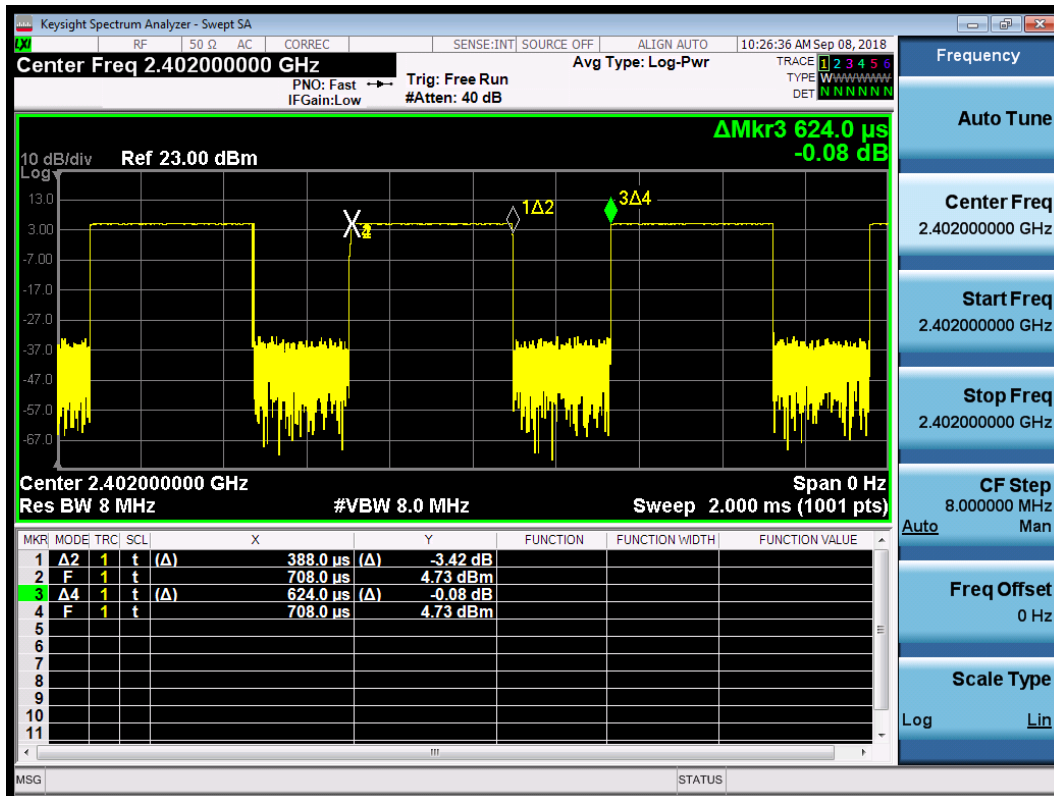 Keysight Spectrum Analyzer - Swept SA
LXI RF 50 Ω AC CORREC SENSE:INT SOURCE OFF ALIGN AUTO 10:26:36 AM Sep 08, 2018
Center Freq 2.402000000 GHz
PNO: Fast
IFGain:Low
Trig: Free Run
#Atten: 40 dB
Avg Type: Log-Pwr
TRACE 1 2 3 4 5 6
TYPE WWWWWW
DET N N N N N N
ΔMkr3 624.0 µs
-0.08 dB
10 dB/div Ref 23.00 dBm
Log
13.0
3.00
-7.00
-17.0
-27.0
-37.0
-47.0
-57.0
-67.0
1Δ2
3Δ4
Center 2.402000000 GHz Span 0 Hz
Res BW 8 MHz #VBW 8.0 MHz Sweep 2.000 ms (1001 pts)
MKR MODE TRC SCL X Y FUNCTION FUNCTION WIDTH FUNCTION VALUE
1 Δ2 1 t (Δ) 388.0 µs (Δ) -3.42 dB
2 F 1 t 708.0 µs 4.73 dBm
3 Δ4 1 t (Δ) 624.0 µs (Δ) -0.08 dB
4 F 1 t 708.0 µs 4.73 dBm
5
6
7
8
9
10
11
MSG STATUS
Frequency
Auto Tune
Center Freq
2.402000000 GHz
Start Freq
2.402000000 GHz
Stop Freq
2.402000000 GHz
CF Step
8.000000 MHz
Auto Man
Freq Offset
0 Hz
Scale Type
Log Lin